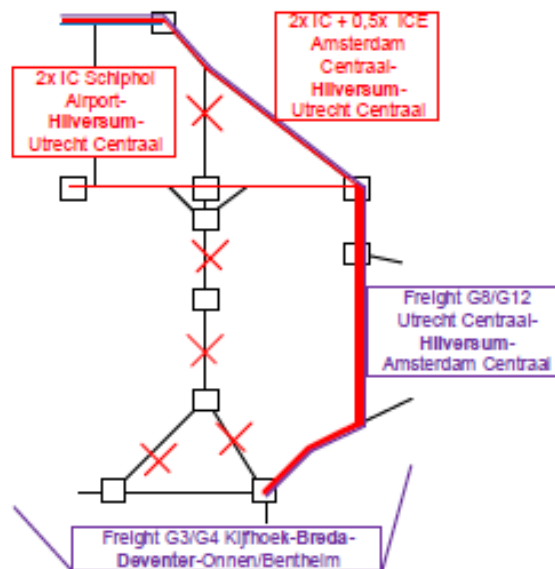 2x IC + 0,5x ICE
Amsterdam
Centraal-
Hilversum-
Utrecht Centraal
2x IC Schiphol
Airport-
Hilversum-
Utrecht Centraal
Freight G8/G12
Utrecht Centraal-
Hilversum-
Amsterdam Centraal
Freight G3/G4 Kijfhoek-Breda-
Deventer-Onnen/Bentheim